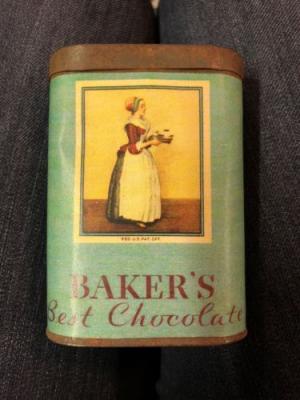 REG. U.S. PAT. OFF.
BAKER'S
Best Chocolate